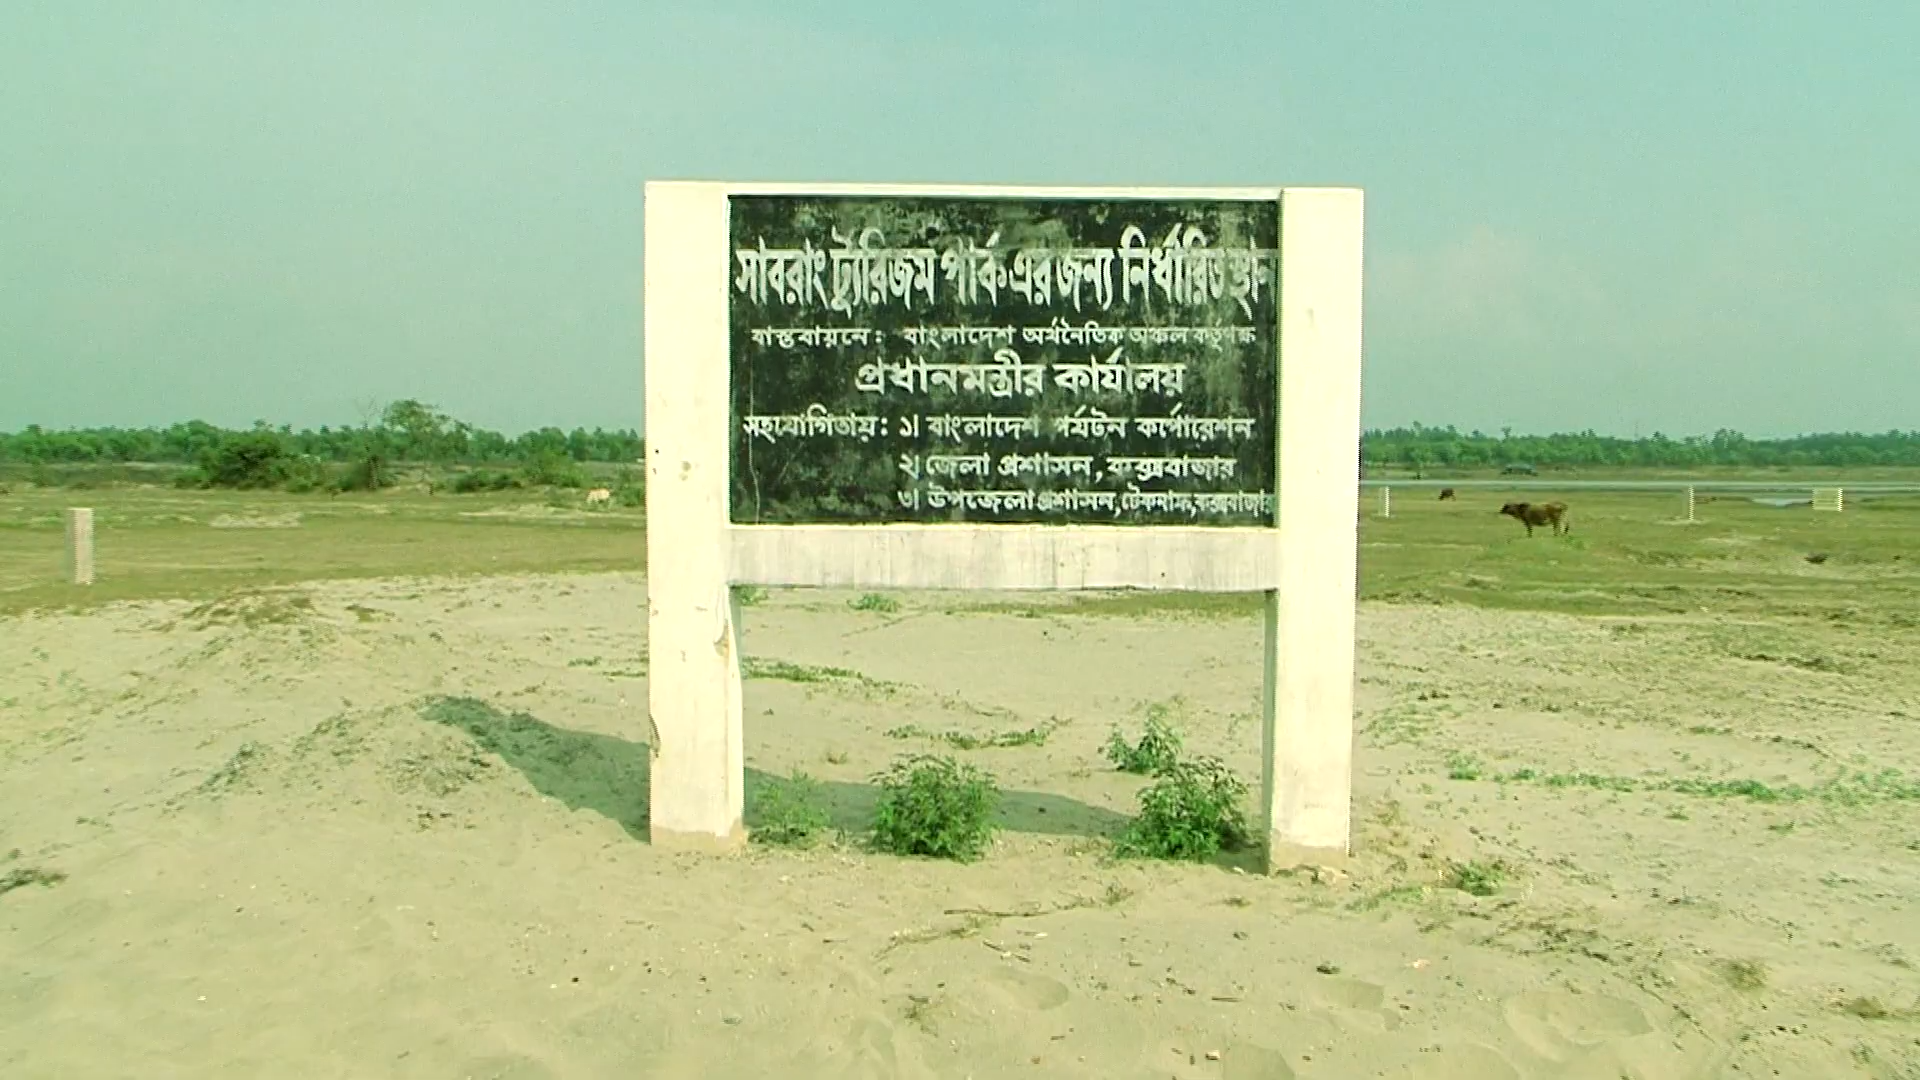 সাবরাং ট্যুরিজম পার্ক এর জন্য নির্ধারিত স্থান
বাস্তবায়নে: বাংলাদেশ অর্থনৈতিক অঞ্চল কর্তৃপক্ষ
প্রধানমন্ত্রীর কার্যালয়
সহযোগিতায়: ১। বাংলাদেশ পর্যটন কর্পোরেশন
২। জেলা প্রশাসন, কক্সবাজার
৩। উপজেলা প্রশাসন, টেকনাফ, কক্সবাজার